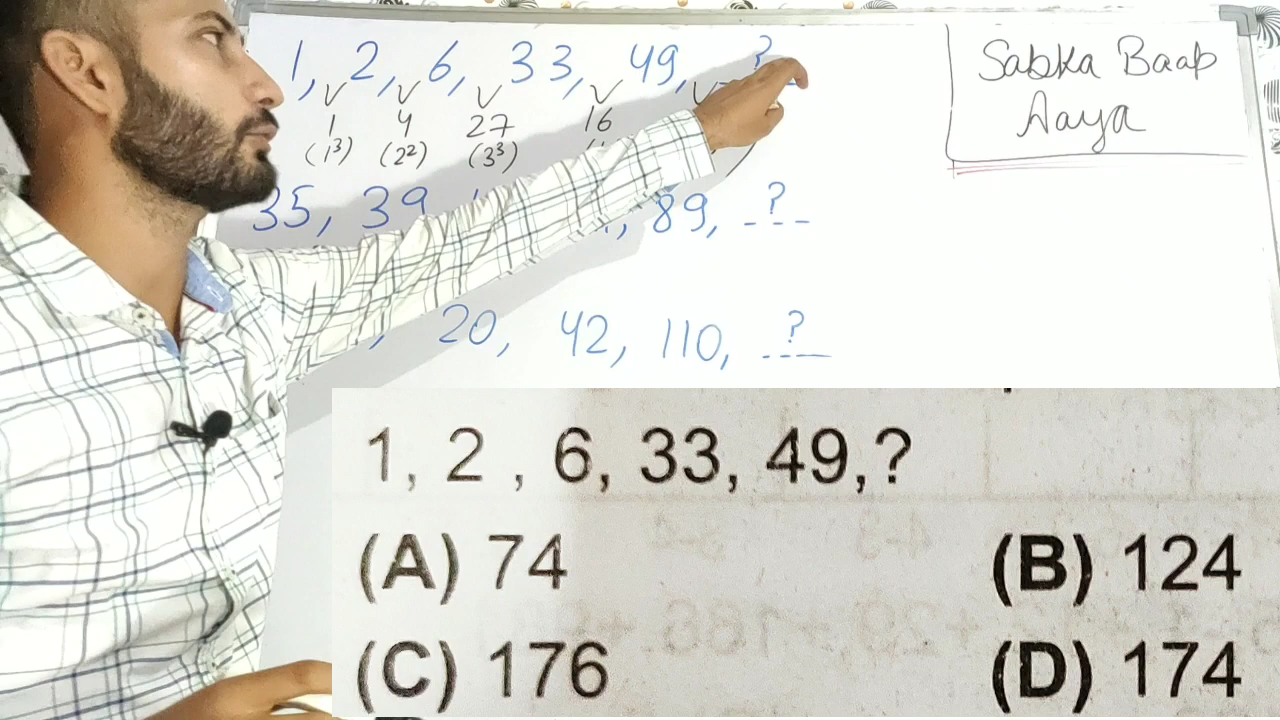 1, 2, 6, 33, 49, ?
1 4 27 16
(1³) (2²) (3³)
Sabka Baap
Aaya
35, 39 89, ?
20, 42, 110, ?
1, 2 , 6, 33, 49,?
(A) 74 (B) 124
(C) 176 (D) 174